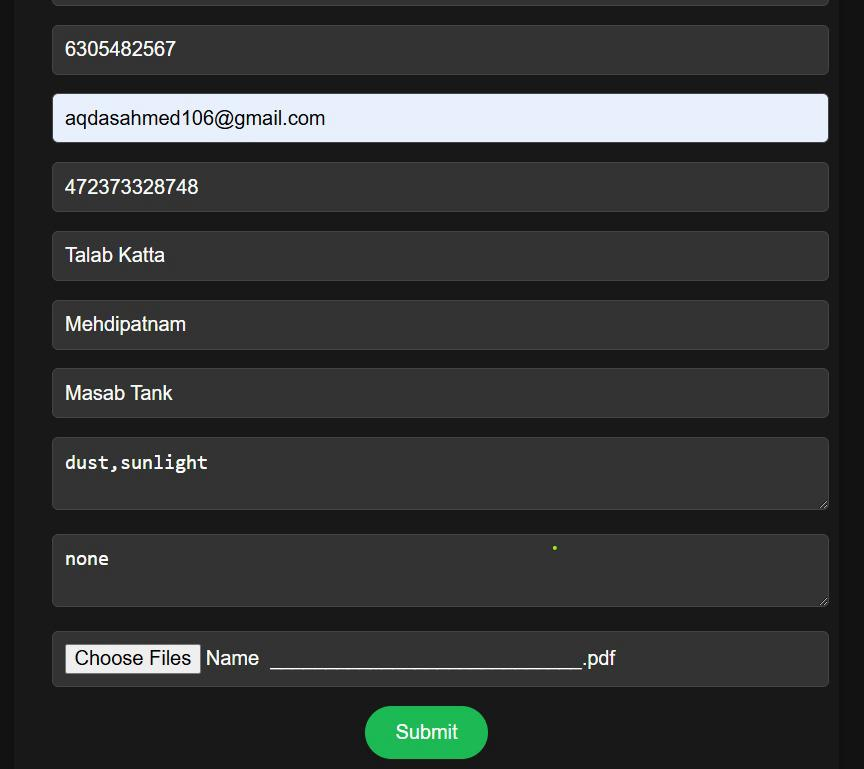 6305482567
aqdasahmed106@gmail.com
472373328748
Talab Katta
Mehdipatnam
Masab Tank
dust,sunlight
none
Choose Files Name ____________________________.pdf
Submit